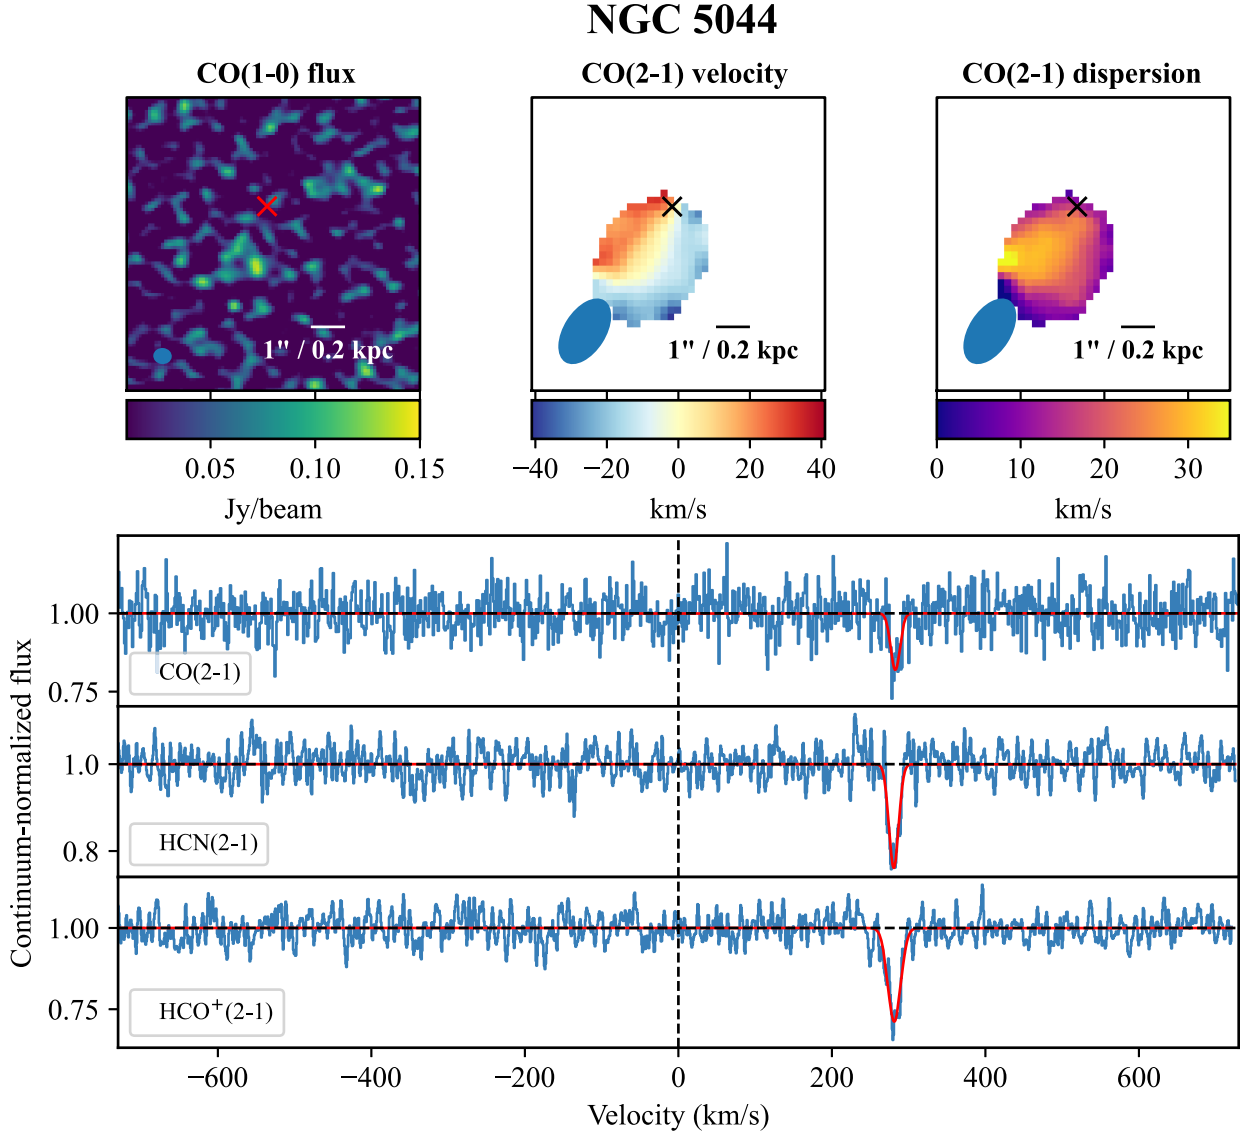 NGC 5044
CO(1-0) flux
CO(2-1) velocity
CO(2-1) dispersion
1" / 0.2 kpc
1" / 0.2 kpc
1" / 0.2 kpc
0.05 0.10 0.15
−40 −20 0 20 40
0 10 20 30
Jy/beam
km/s
km/s
Continuum-normalized flux
1.00
0.75
CO(2-1)
1.0
0.8
HCN(2-1)
1.00
0.75
HCO⁺(2-1)
−600 −400 −200 0 200 400 600
Velocity (km/s)